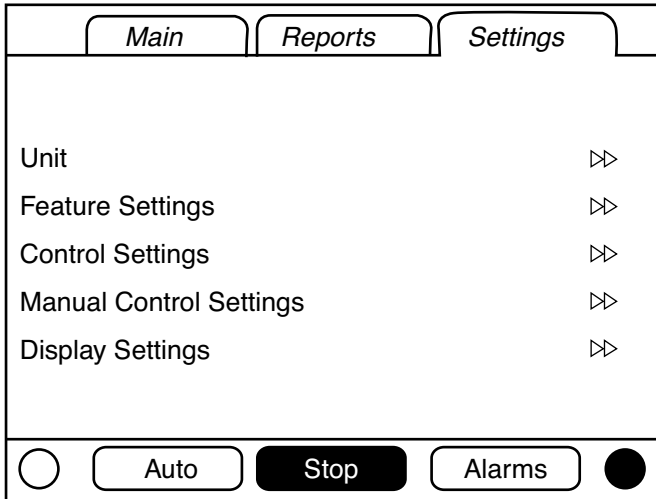 Main Reports Settings
Unit
Feature Settings
Control Settings
Manual Control Settings
Display Settings
Auto Stop Alarms